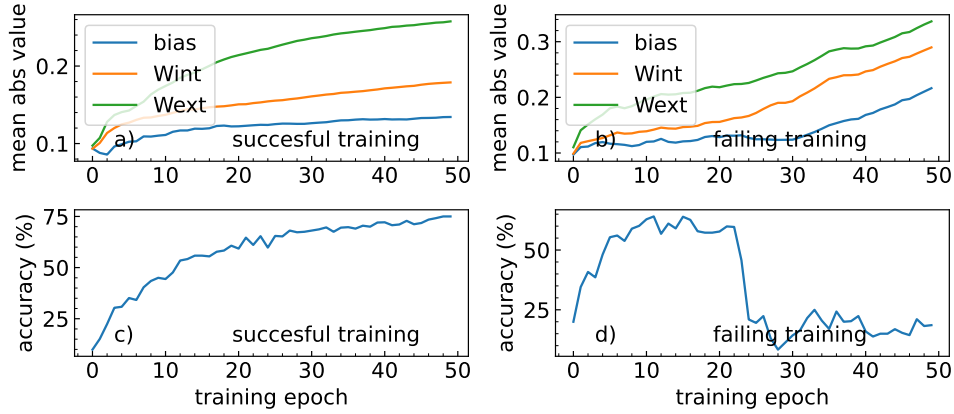 mean abs value
0.2
0.1
bias
Wint
Wext
a)
succesful training
0
10
20
30
40
50
mean abs value
0.3
0.2
0.1
bias
Wint
Wext
b)
failing training
0
10
20
30
40
50
accuracy (%)
75
50
25
c)
succesful training
0
10
20
30
40
50
training epoch
accuracy (%)
50
25
d)
failing training
0
10
20
30
40
50
training epoch